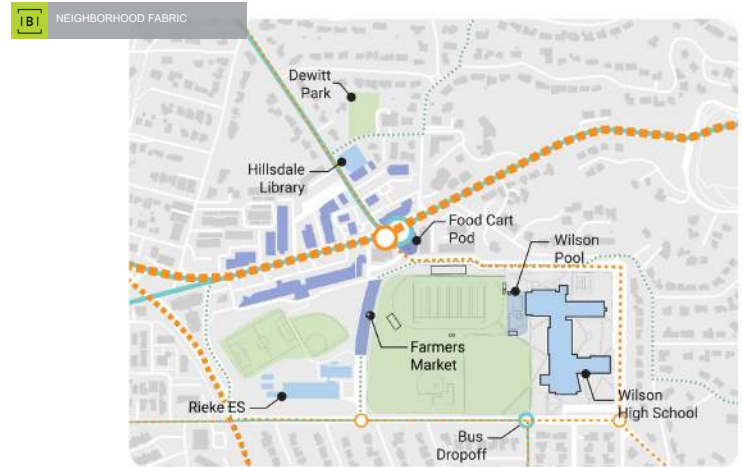 IBI
NEIGHBORHOOD FABRIC
Dewitt
Park
Hillsdale
Library
Food Cart
Pod
Wilson
Pool
Farmers
Market
Rieke ES
Wilson
High School
Bus
Dropoff